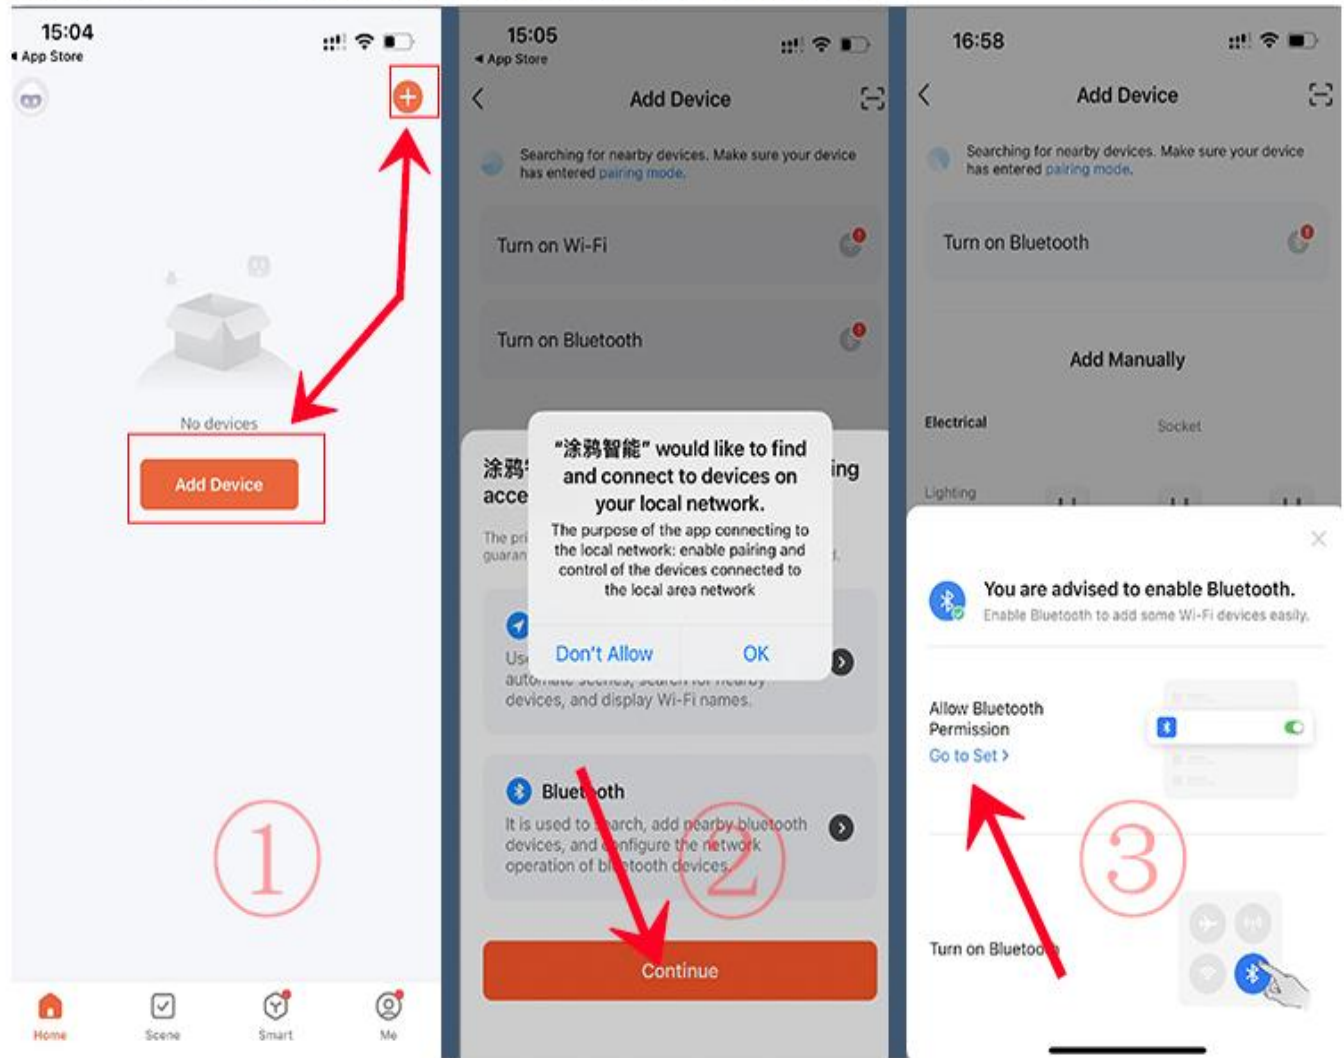 15:04
App Store
No devices
Add Device
①
Home
Scene
Smart
Me
15:05
App Store
Add Device
Searching for nearby devices. Make sure your device
has entered pairing mode.
Turn on Wi-Fi
Turn on Bluetooth
涂鸦
ing
acce
The pri
guaran
"涂鸦智能" would like to find
and connect to devices on
your local network.
The purpose of the app connecting to
the local network: enable pairing and
control of the devices connected to
the local area network
Don't Allow
OK
devices, and display Wi-Fi names.
Bluetooth
It is used to search, add nearby bluetooth
devices, and configure the network
operation of bluetooth devices.
②
Continue
16:58
Add Device
Searching for nearby devices. Make sure your device
has entered pairing mode.
Turn on Bluetooth
Add Manually
Electrical
Socket
Lighting
You are advised to enable Bluetooth.
Enable Bluetooth to add some Wi-Fi devices easily.
Allow Bluetooth
Permission
Go to Set >
③
Turn on Bluetooth